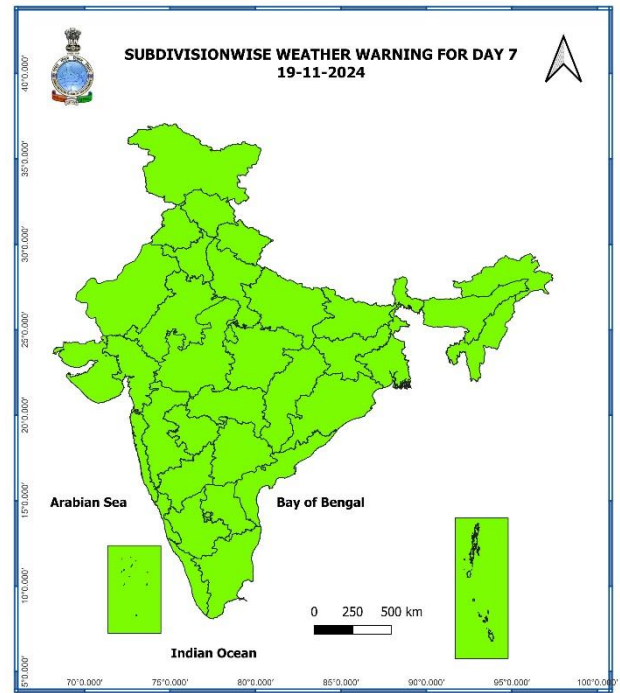 SUBDIVISIONWISE WEATHER WARNING FOR DAY 7
19-11-2024
40°0.000'
35°0.000'
30°0.000'
25°0.000'
20°0.000'
15°0.000'
10°0.000'
5°0.000'
Arabian Sea
Bay of Bengal
0 250 500 km
Indian Ocean
70°0.000' 75°0.000' 80°0.000' 85°0.000' 90°0.000' 95°0.000' 100°0.000'